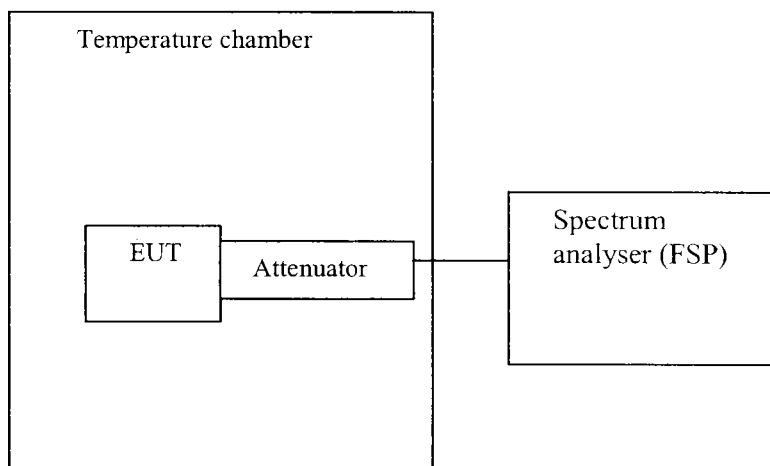 Temperature chamber
EUT
Attenuator
Spectrum
analyser (FSP)